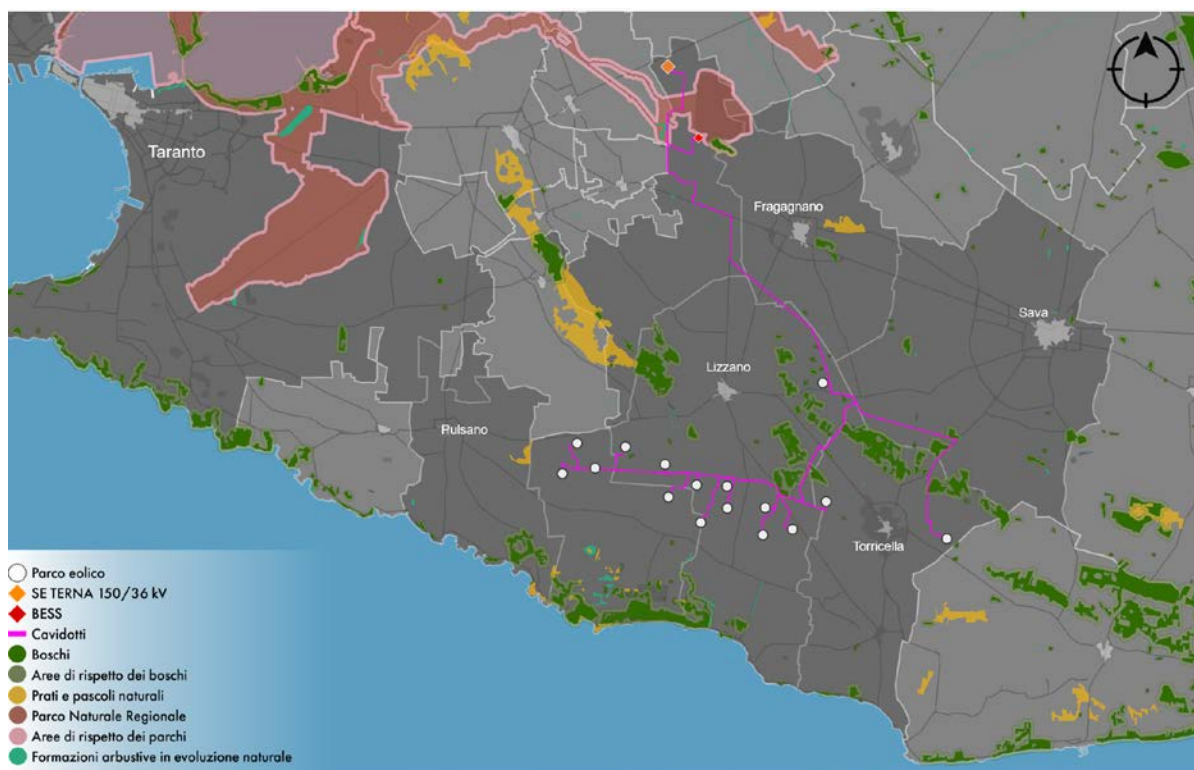 Taranto
Fragagnano
Sava
Lizzano
Pulsano
Torricella
Parco eolico
SE TERNA 150/36 kV
BESS
Cavidotti
Boschi
Aree di rispetto dei boschi
Prati e pascoli naturali
Parco Naturale Regionale
Aree di rispetto dei parchi
Formazioni arbustive in evoluzione naturale